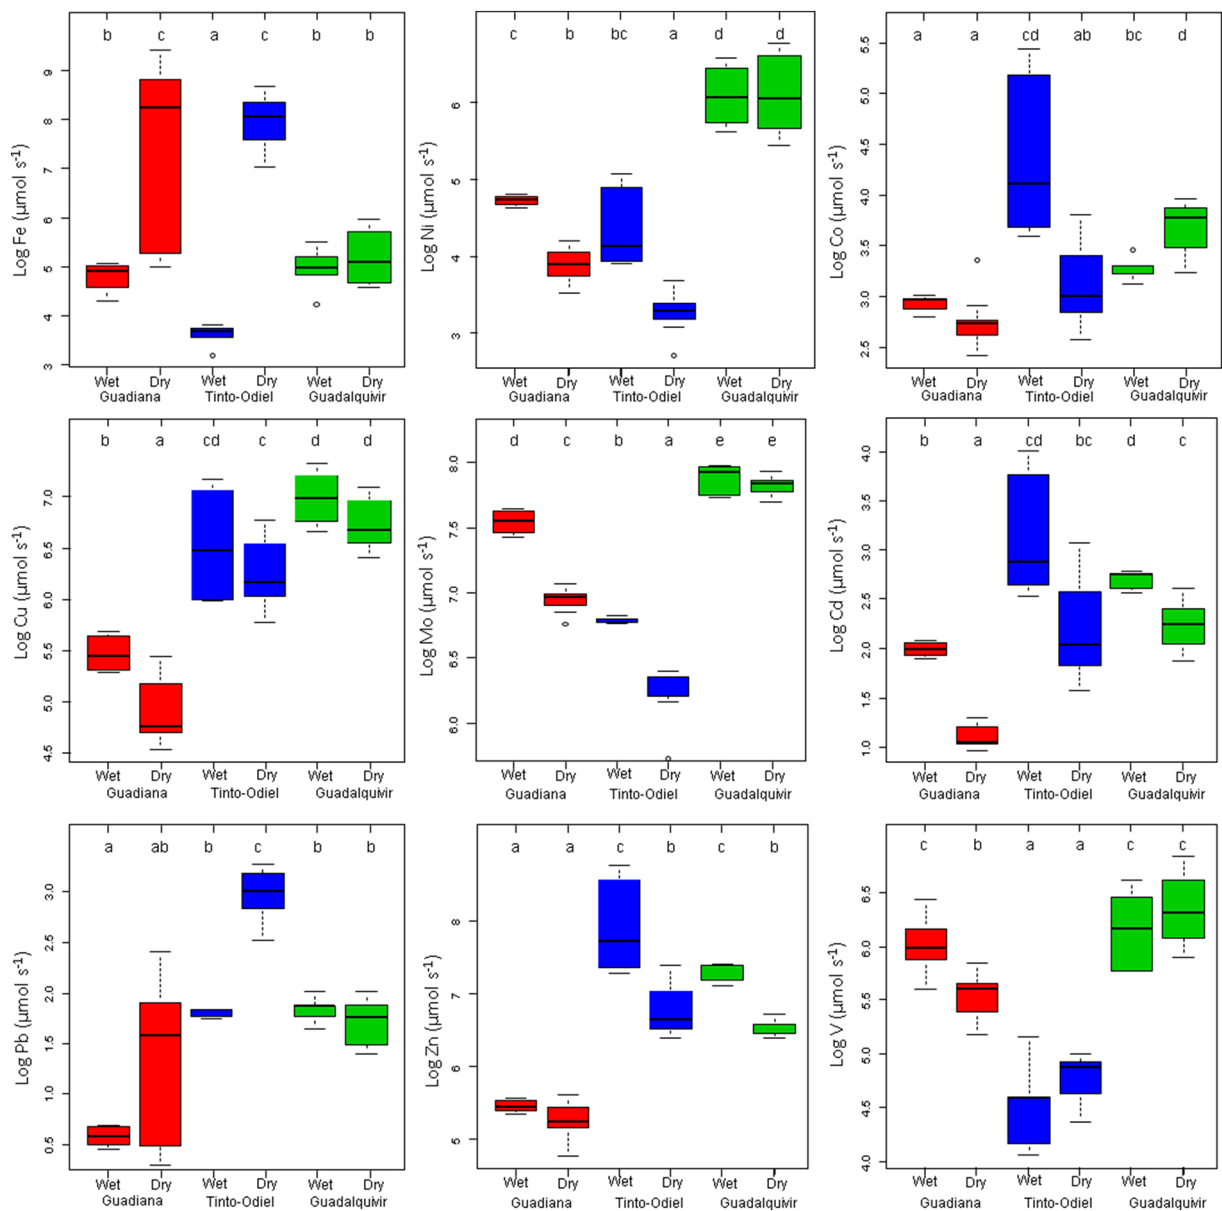 b c a c b b
Log Fe (µmol s⁻¹)
9
8
7
6
5
4
3
Wet Dry Wet Dry Wet Dry
Guadiana Tinto-Odiel Guadalquivir
c b bc a d d
Log Ni (µmol s⁻¹)
6
5
4
3
Wet Dry Wet Dry Wet Dry
Guadiana Tinto-Odiel Guadalquivir
a a cd ab bc d
Log Co (µmol s⁻¹)
5.5
5.0
4.5
4.0
3.5
3.0
2.5
Wet Dry Wet Dry Wet Dry
Guadiana Tinto-Odiel Guadalquivir
b a cd c d d
Log Cu (µmol s⁻¹)
7.0
6.5
6.0
5.5
5.0
4.5
Wet Dry Wet Dry Wet Dry
Guadiana Tinto-Odiel Guadalquivir
d c b a e e
Log Mo (µmol s⁻¹)
8.0
7.5
7.0
6.5
6.0
Wet Dry Wet Dry Wet Dry
Guadiana Tinto-Odiel Guadalquivir
b a cd bc d c
Log Cd (µmol s⁻¹)
4.0
3.5
3.0
2.5
2.0
1.5
1.0
Wet Dry Wet Dry Wet Dry
Guadiana Tinto-Odiel Guadalquivir
a ab b c b b
Log Pb (µmol s⁻¹)
3.0
2.5
2.0
1.5
1.0
0.5
Wet Dry Wet Dry Wet Dry
Guadiana Tinto-Odiel Guadalquivir
a a c b c b
Log Zn (µmol s⁻¹)
8
7
6
5
Wet Dry Wet Dry Wet Dry
Guadiana Tinto-Odiel Guadalquivir
c b a a c c
Log V (µmol s⁻¹)
6.5
6.0
5.5
5.0
4.5
4.0
Wet Dry Wet Dry Wet Dry
Guadiana Tinto-Odiel Guadalquivir